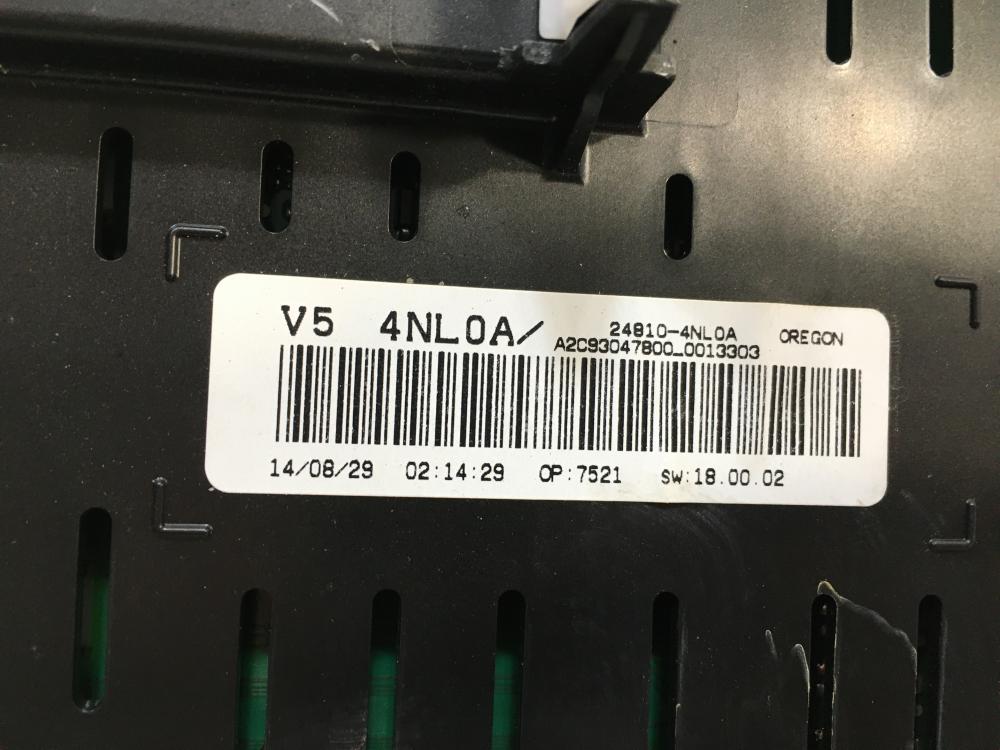 V5 4NL0A/ 24810-4NL0A OREGON
A2C93047800_0013303
14/08/29 02:14:29 OP:7521 SW:18.00.02